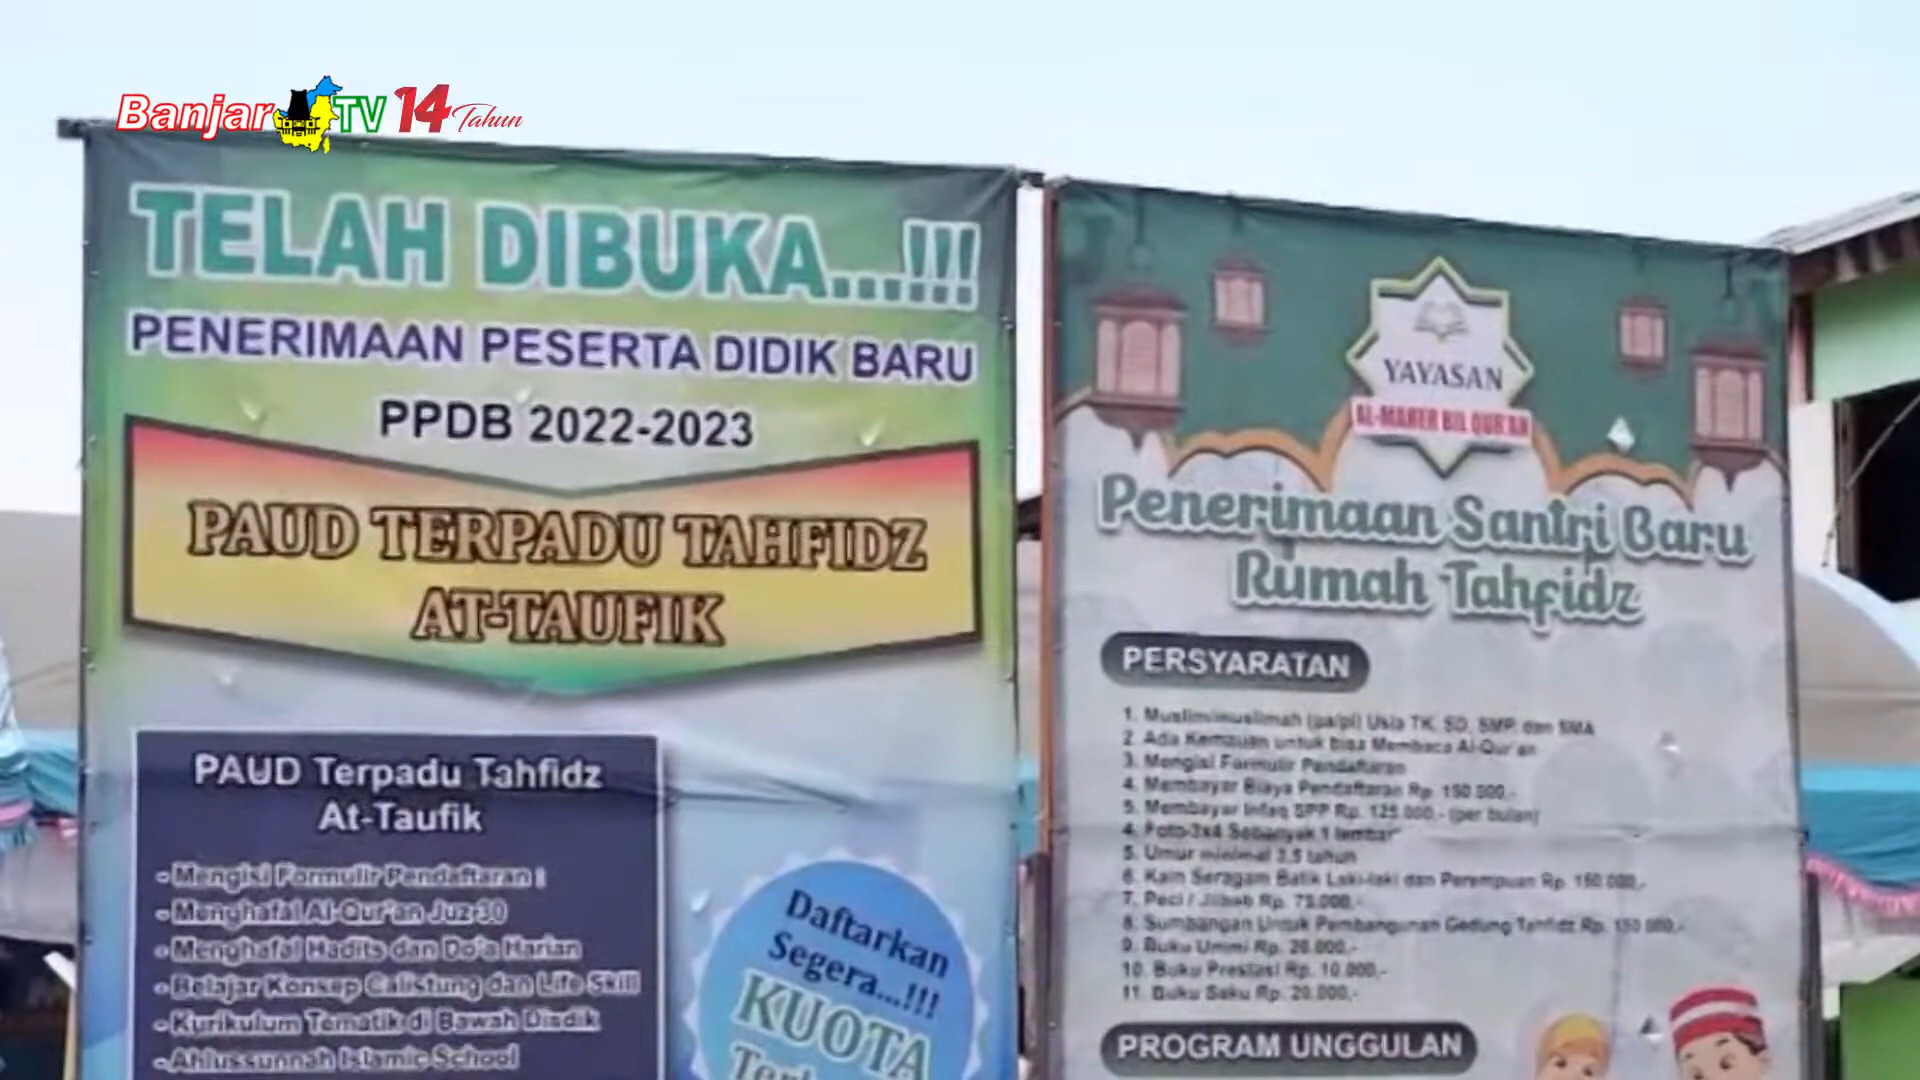 Banjar TV 14 Tahun
TELAH DIBUKA...!!!
PENERIMAAN PESERTA DIDIK BARU
PPDB 2022-2023
PAUD TERPADU TAHFIDZ
AT-TAUFIK
PAUD Terpadu Tahfidz
At-Taufik
- Mengisi Formulir Pendaftaran :
- Menghafal Al-Qur'an Juz 30
- Menghafal Hadits dan Do'a Harian
- Belajar Konsep Calistung dan Life Skill
- Kurikulum Tematik di Bawah Disdik
- Ahlussunnah Islamic School
Daftarkan
Segera...!!!
KUOTA
YAYASAN
AL-MAHER BIL QUR'AN
Penerimaan Santri Baru
Rumah Tahfidz
PERSYARATAN
1. Muslim/muslimah (pa/pi) Usia TK, SD, SMP, dan SMA
2. Ada Kemauan untuk bisa Membaca Al-Qur'an
3. Mengisi Formulir Pendaftaran
4. Membayar Biaya Pendaftaran Rp. 150.000,-
5. Membayar Infaq SPP Rp. 125.000,- (per bulan)
4. Foto 3x4 Sebanyak 1 lembar
5. Umur minimal 3,5 tahun
6. Kain Seragam Batik Laki-laki dan Perempuan Rp. 150.000,-
7. Peci / Jilbab Rp. 75.000,-
8. Sumbangan Untuk Pembangunan Gedung Tahfidz Rp. 150.000,-
9. Buku Ummi Rp. 20.000,-
10. Buku Prestasi Rp. 10.000,-
11. Buku Saku Rp. 20.000,-
PROGRAM UNGGULAN